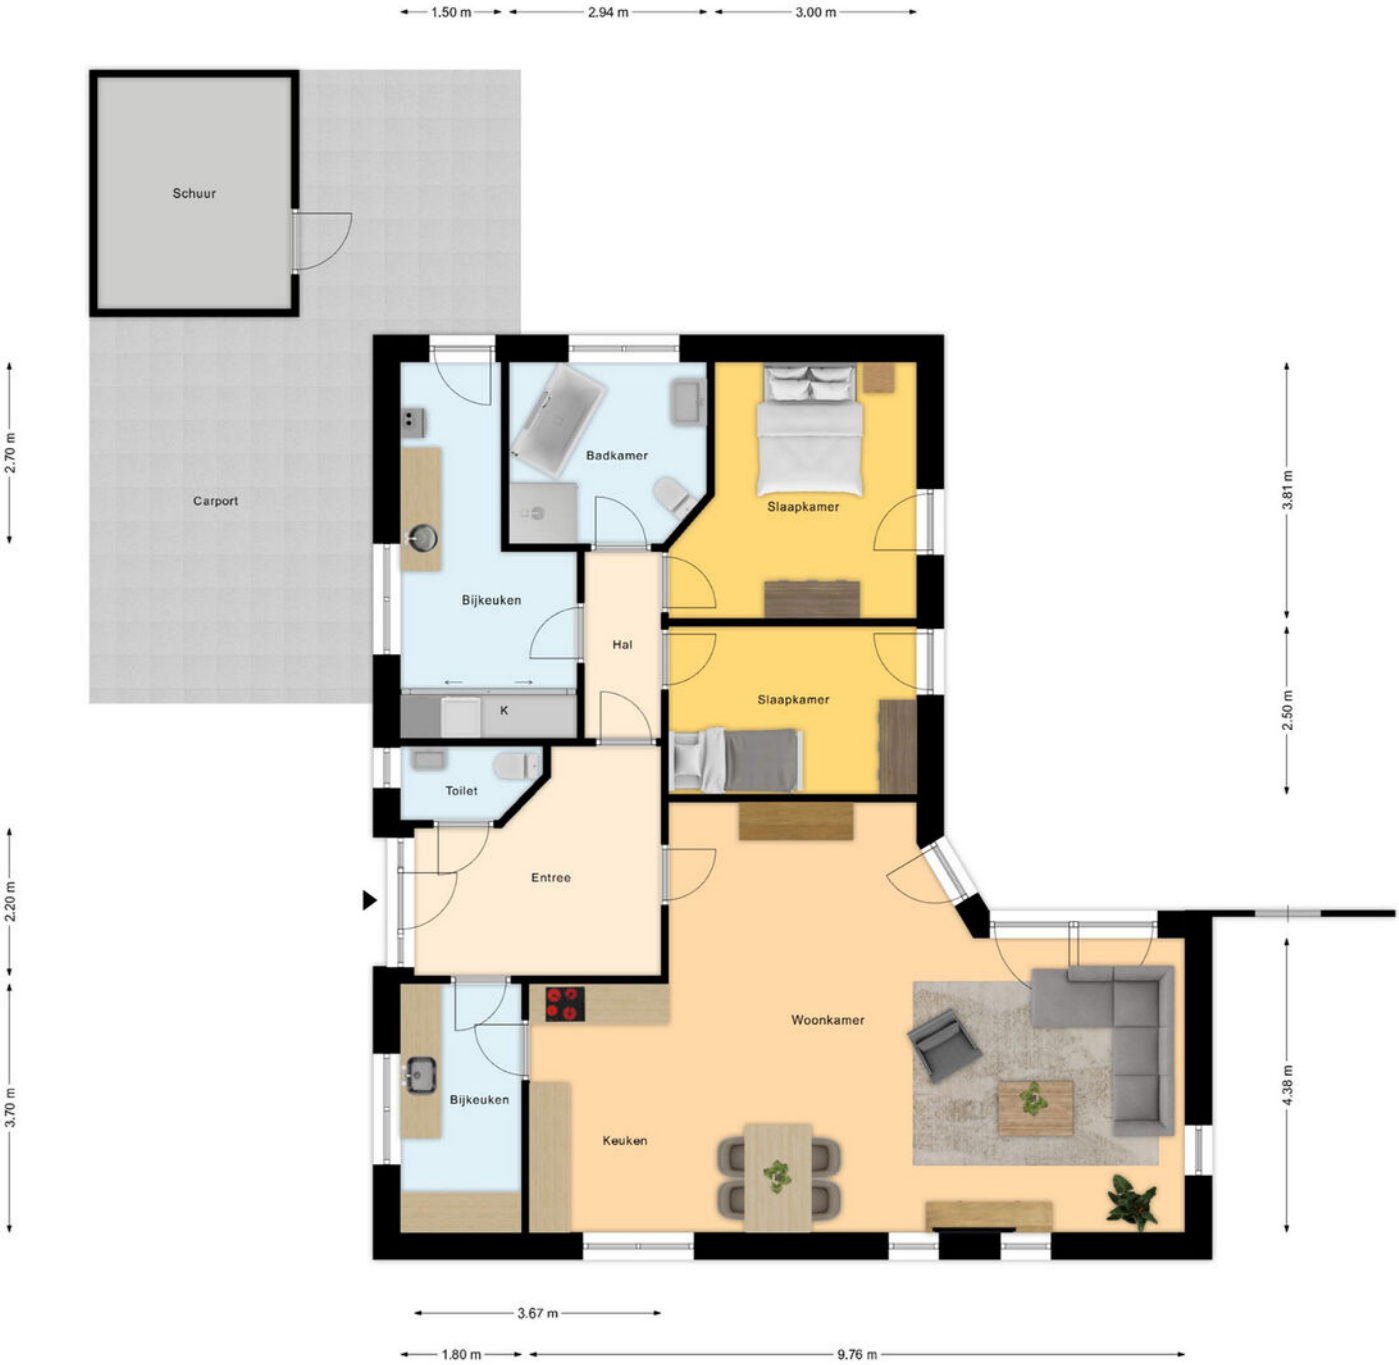 1.50 m
2.94 m
3.00 m
Schuur
2.70 m
Carport
Badkamer
Slaapkamer
3.81 m
Bijkeuken
Hal
Slaapkamer
2.50 m
K
Toilet
Entree
2.20 m
Woonkamer
Bijkeuken
Keuken
3.70 m
4.38 m
3.67 m
1.80 m
9.76 m